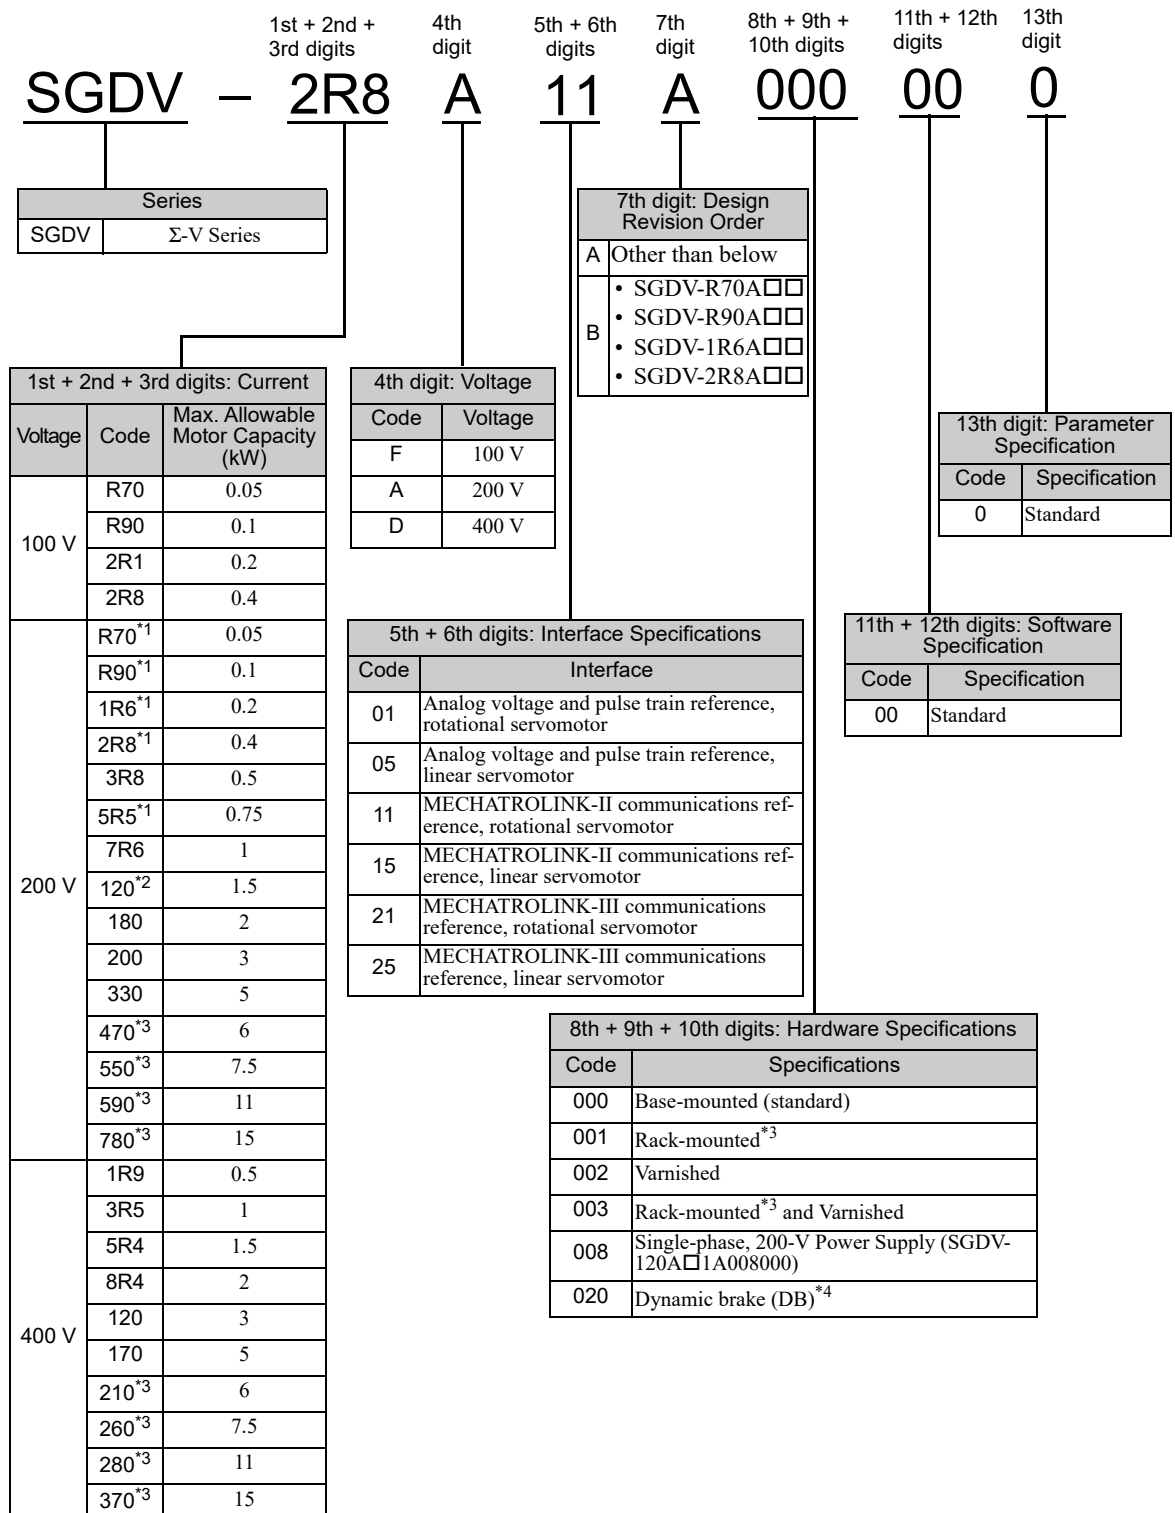 1st + 2nd +
3rd digits
4th
digit
5th + 6th
digits
7th
digit
8th + 9th +
10th digits
11th + 12th
digits
13th
digit
SGDV – 2R8 A 11 A 000 00 0
Series
SGDV Σ-V Series
7th digit: Design
Revision Order
A Other than below
B
• SGDV-R70A□□
• SGDV-R90A□□
• SGDV-1R6A□□
• SGDV-2R8A□□
1st + 2nd + 3rd digits: Current
Voltage Code Max. Allowable
Motor Capacity
(kW)
100 V
R70 0.05
R90 0.1
2R1 0.2
2R8 0.4
200 V
R70*1 0.05
R90*1 0.1
1R6*1 0.2
2R8*1 0.4
3R8 0.5
5R5*1 0.75
7R6 1
120*2 1.5
180 2
200 3
330 5
470*3 6
550*3 7.5
590*3 11
780*3 15
400 V
1R9 0.5
3R5 1
5R4 1.5
8R4 2
120 3
170 5
210*3 6
260*3 7.5
280*3 11
370*3 15
4th digit: Voltage
Code Voltage
F 100 V
A 200 V
D 400 V
13th digit: Parameter
Specification
Code Specification
0 Standard
5th + 6th digits: Interface Specifications
Code Interface
01 Analog voltage and pulse train reference,
rotational servomotor
05 Analog voltage and pulse train reference,
linear servomotor
11 MECHATROLINK-II communications ref-
erence, rotational servomotor
15 MECHATROLINK-II communications ref-
erence, linear servomotor
21 MECHATROLINK-III communications
reference, rotational servomotor
25 MECHATROLINK-III communications
reference, linear servomotor
11th + 12th digits: Software
Specification
Code Specification
00 Standard
8th + 9th + 10th digits: Hardware Specifications
Code Specifications
000 Base-mounted (standard)
001 Rack-mounted*3
002 Varnished
003 Rack-mounted*3 and Varnished
008 Single-phase, 200-V Power Supply (SGDV-
120A□1A008000)
020 Dynamic brake (DB)*4